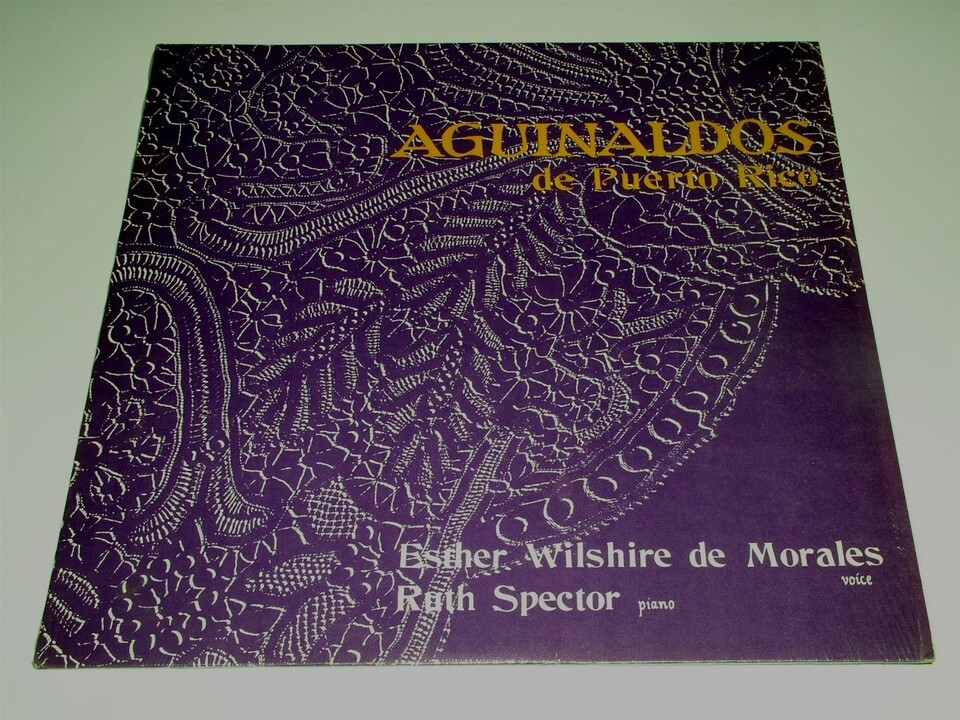 AGUINALDOS
de Puerto Rico
Esther Wilshire de Morales
voice
Ruth Spector piano